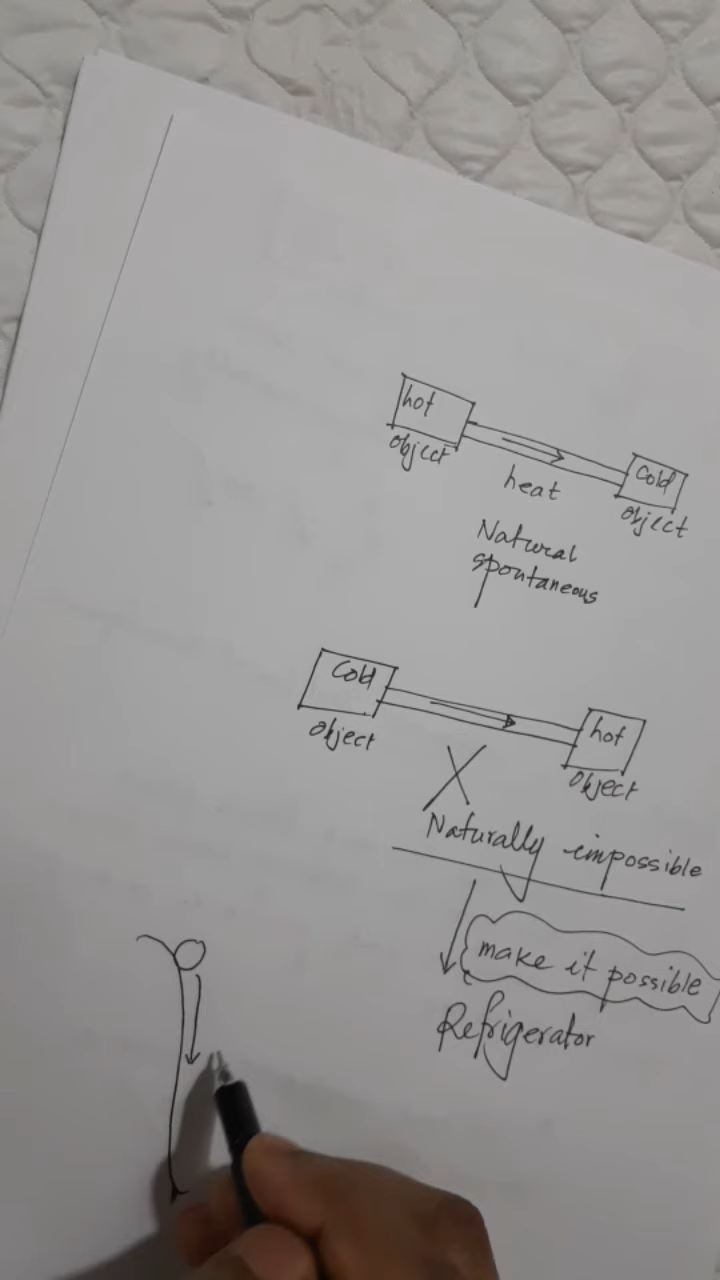 hot
object
heat
Cold
object
Natural
spontaneous
Cold
object
hot
object
X
Naturally impossible
make it possible
Refrigerator